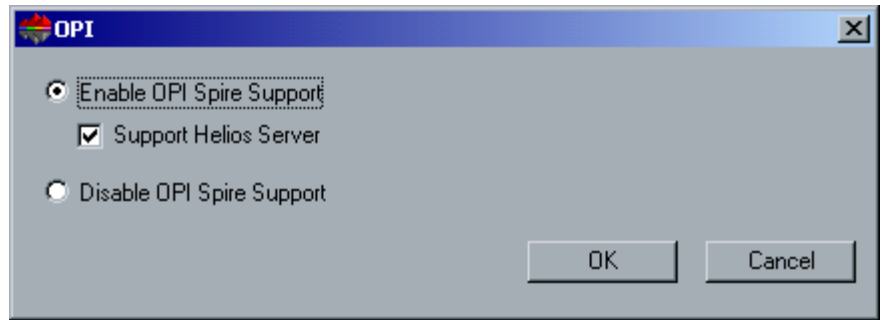 OPI
Enable OPI Spire Support
Support Helios Server
Disable OPI Spire Support
OK
Cancel